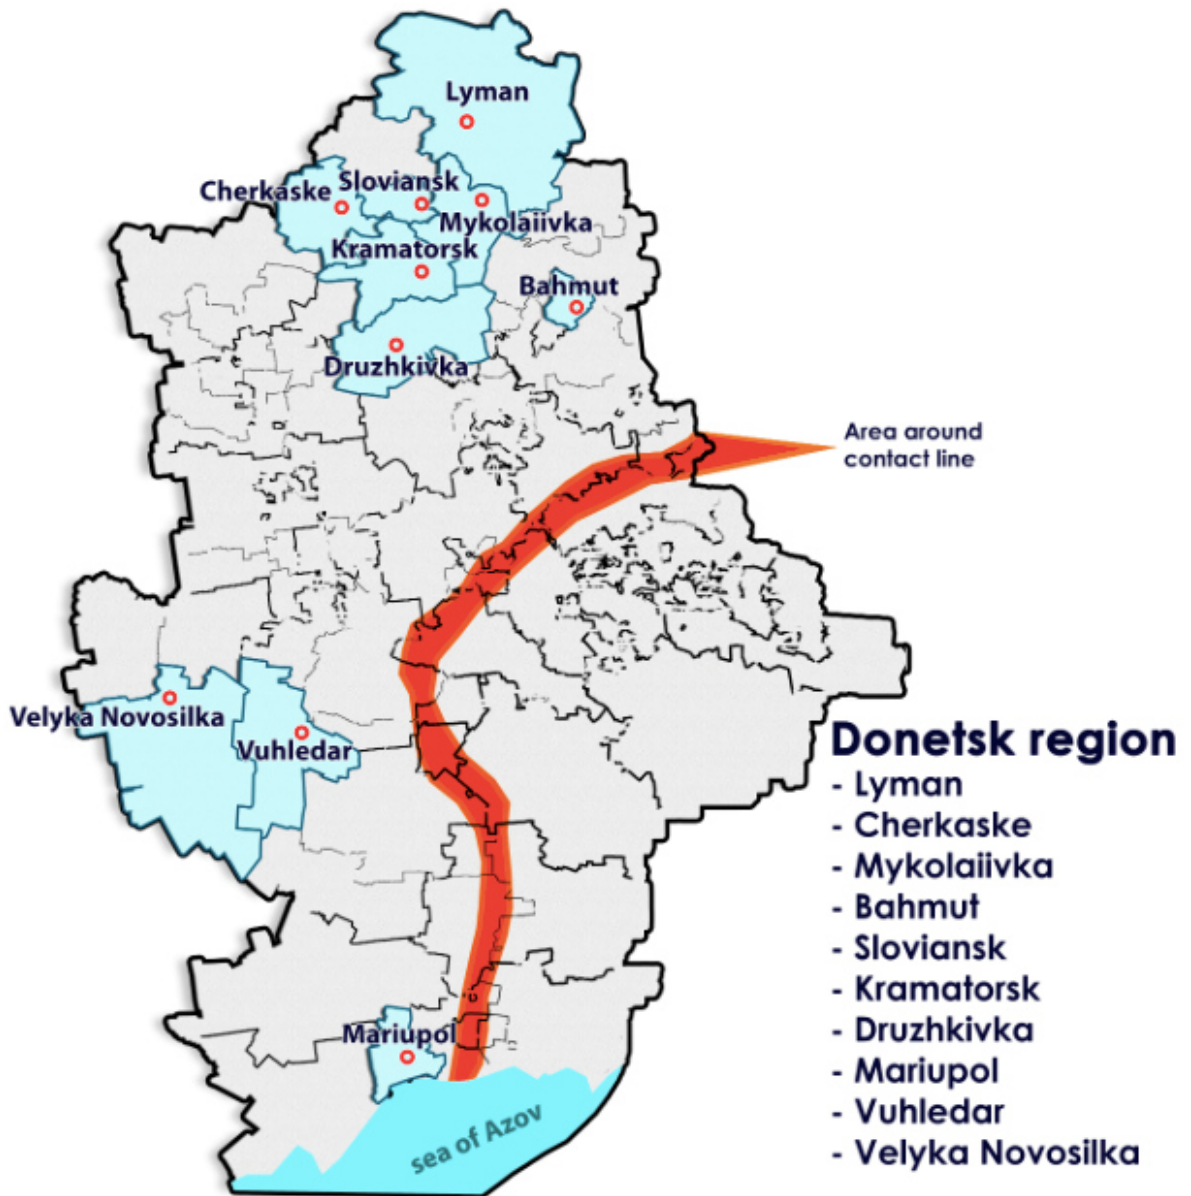 Lyman
Cherkaske
Sloviansk
Mykolaiivka
Kramatorsk
Bahmut
Druzhkivka
Area around
contact line
Velyka Novosilka
Vuhledar
Donetsk region
- Lyman
- Cherkaske
- Mykolaiivka
- Bahmut
- Sloviansk
- Kramatorsk
- Druzhkivka
- Mariupol
- Vuhledar
- Velyka Novosilka
Mariupol
sea of Azov